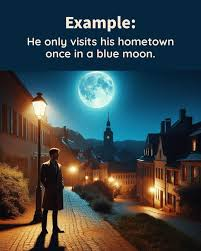 Example:
He only visits his hometown
once in a blue moon.